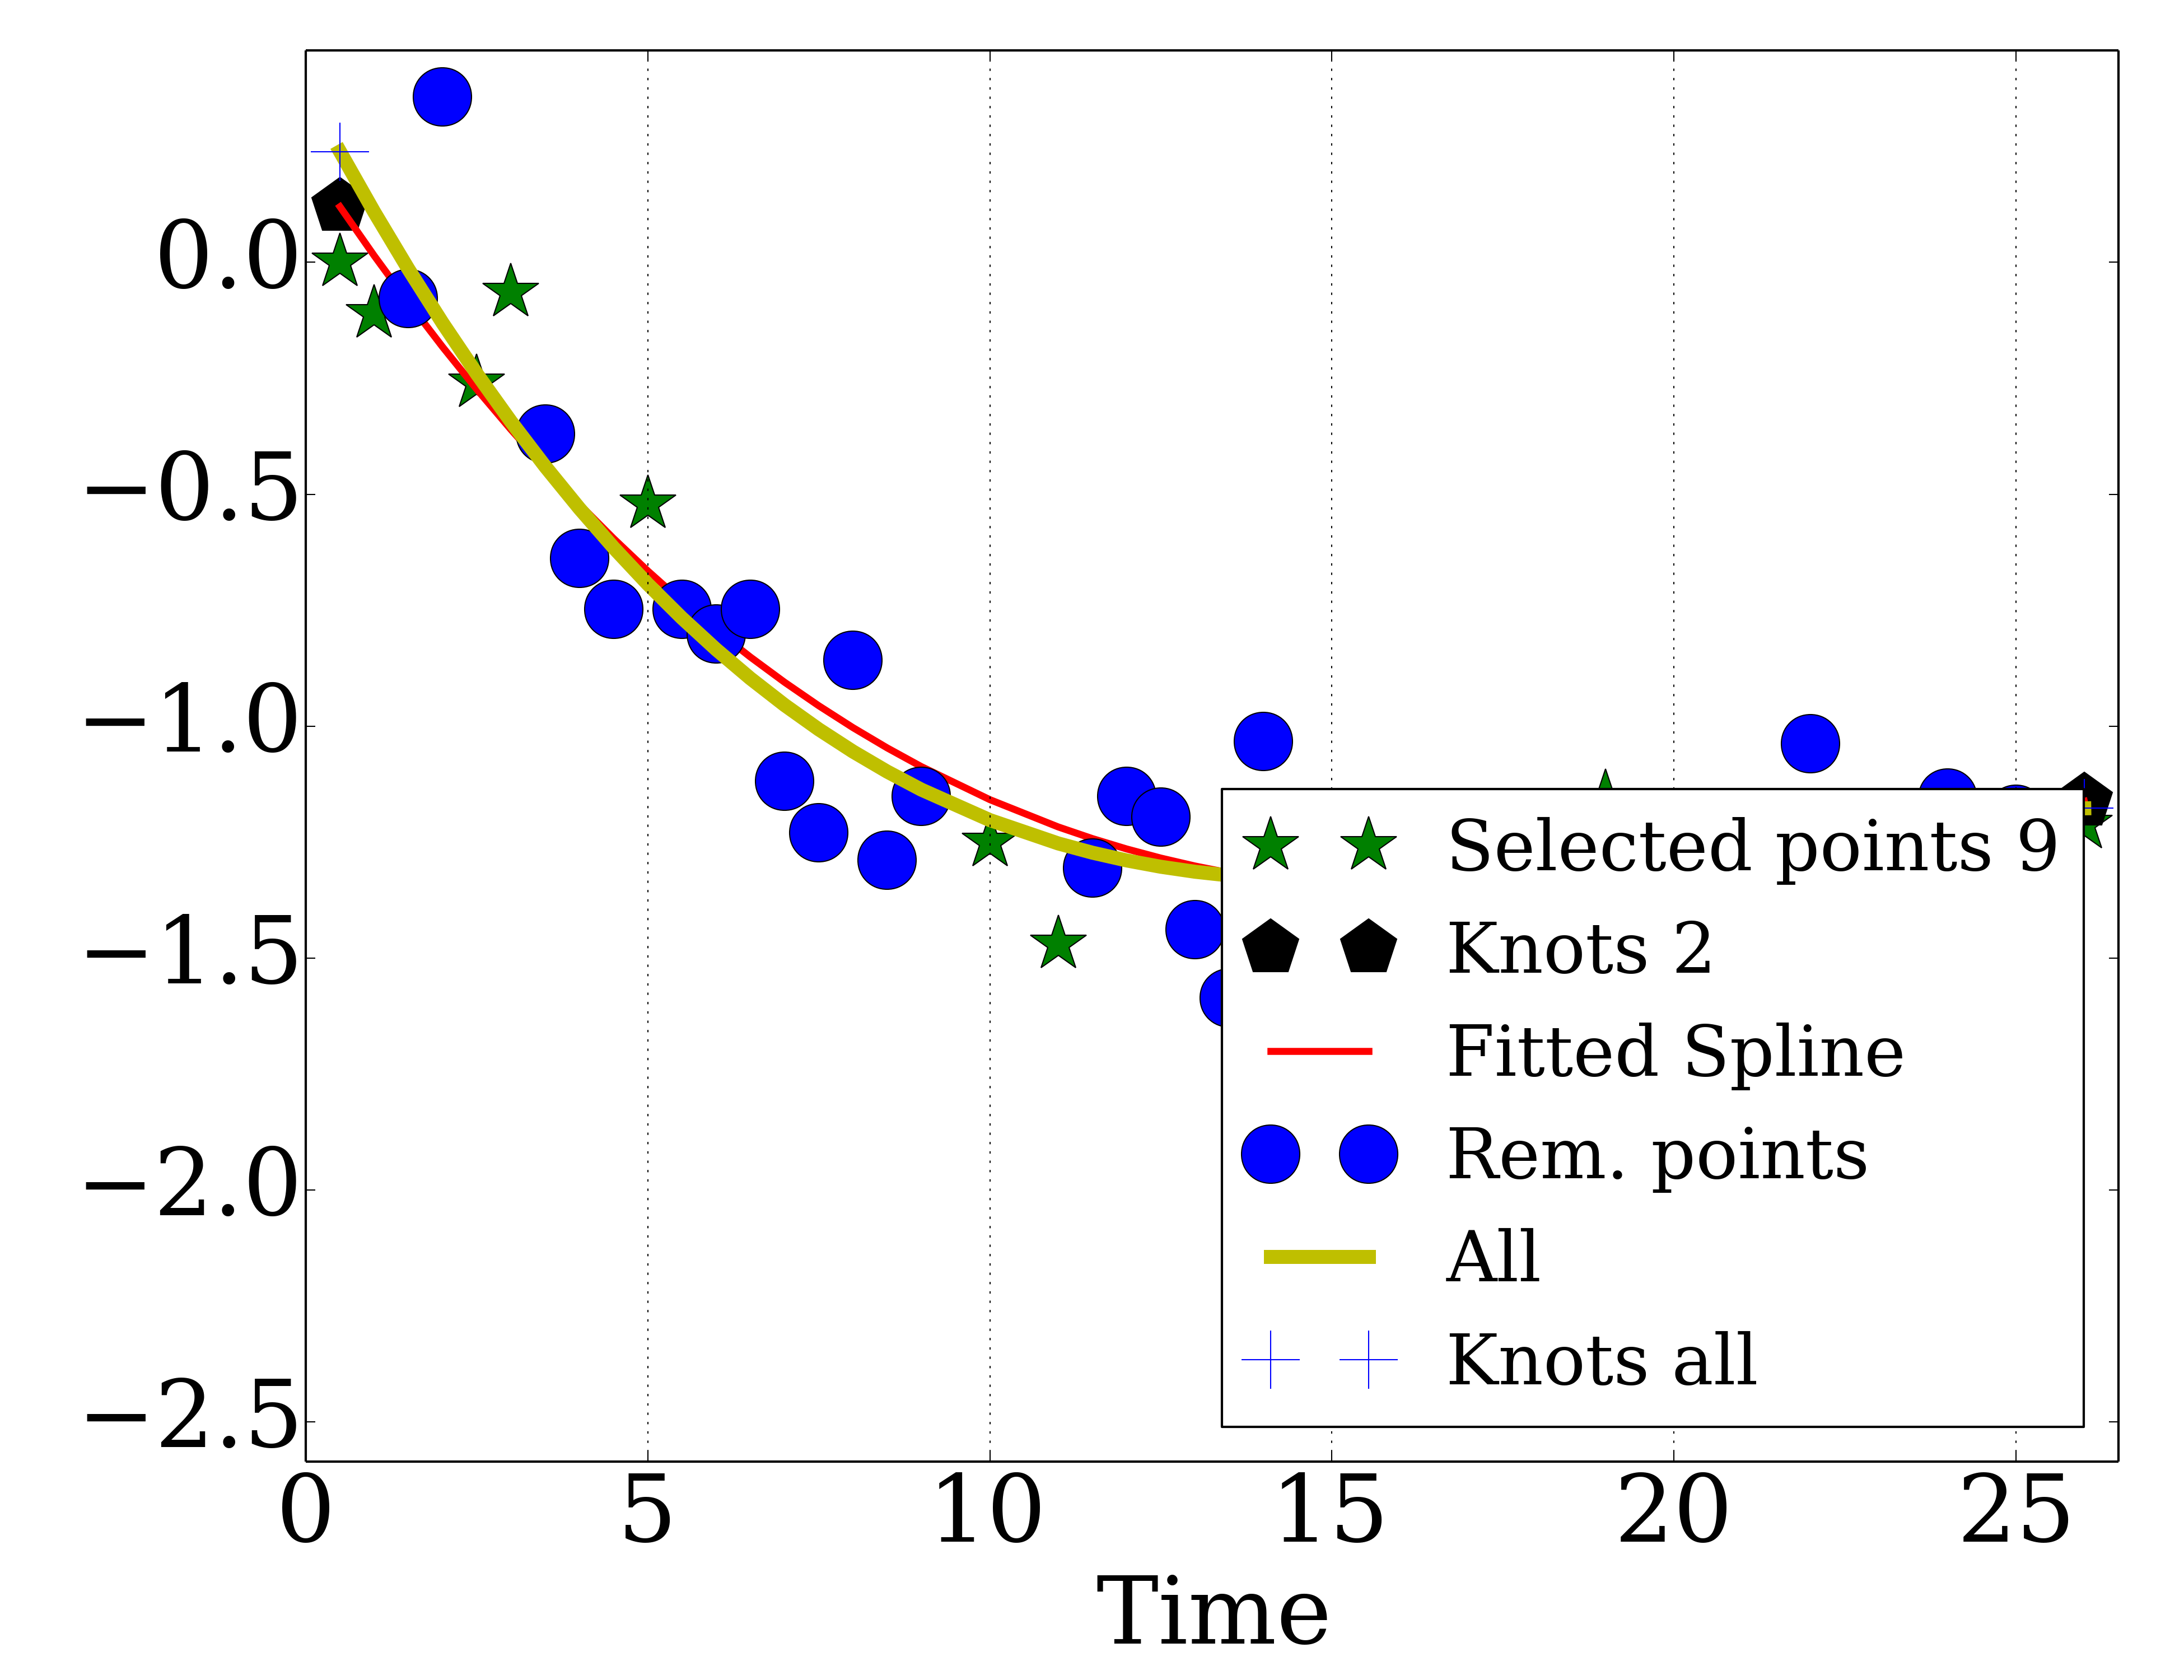 0.0
−0.5
−1.0
−1.5
−2.0
−2.5
0 5 10 15 20 25
Time
Selected points 9
Knots 2
Fitted Spline
Rem. points
All
Knots all